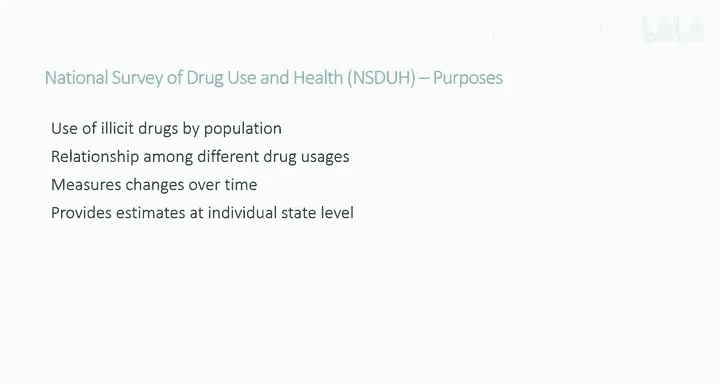 National Survey of Drug Use and Health (NSDUH) – Purposes
Use of illicit drugs by population
Relationship among different drug usages
Measures changes over time
Provides estimates at individual state level